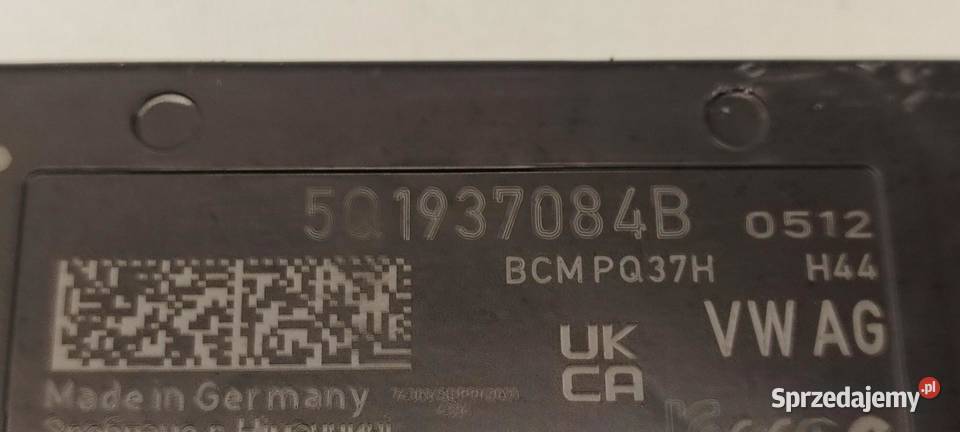 5Q1937084B 0512
BCM PQ37H H44
VW AG
UK
CA
Made in Germany
Sprzedajemy.pl